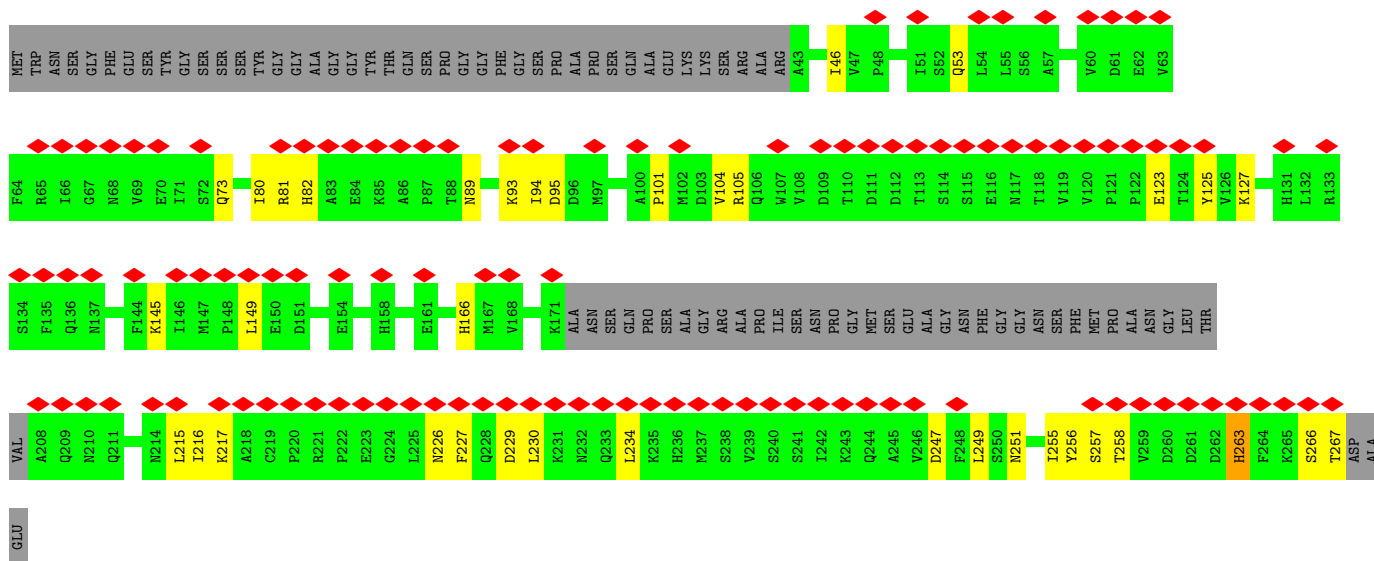 MET TRP ASN SER GLY PHE GLU SER TYR GLY SER SER SER TYR GLY GLY ALA GLY GLY TYR THR GLN SER PRO GLY GLY PHE GLY SER PRO ALA PRO SER GLN ALA GLU LYS LYS SER ARG ALA ARG A43 I46 V47 P48 I51 S52 Q53 L54 L55 S56 A57 V60 D61 E62 V63
F64 R65 I66 G67 N68 V69 E70 I71 S72 Q73 I80 R81 H82 A83 E84 K85 A86 P87 T88 N89 K93 I94 D95 D96 M97 A100 P101 M102 D103 V104 R105 Q106 W107 V108 D109 T110 D111 D112 T113 S114 S115 E116 N117 T118 V119 V120 P121 P122 E123 T124 Y125 V126 K127 H131 L132 R133
S134 F135 Q136 N137 F144 K145 I146 M147 P148 L149 E150 D151 E154 H158 E161 H166 M167 V168 K171 ALA ASN SER GLN PRO SER ALA GLY ARG ALA PRO ILE SER ASN PRO GLY MET SER GLU ALA GLY ASN PHE GLY GLY ASN SER PHE MET PRO ALA ASN GLY LEU THR
VAL A208 Q209 N210 Q211 N214 L215 I216 K217 A218 C219 P220 R221 P222 E223 G224 L225 N226 F227 Q228 D229 L230 K231 N232 Q233 L234 K235 H236 M237 S238 V239 S240 S241 I242 K243 Q244 A245 V246 D247 F248 L249 S250 N251 I255 Y256 S257 T258 V259 D260 D261 D262 H263 F264 K265 S266 T267 ASP ALA
GLU